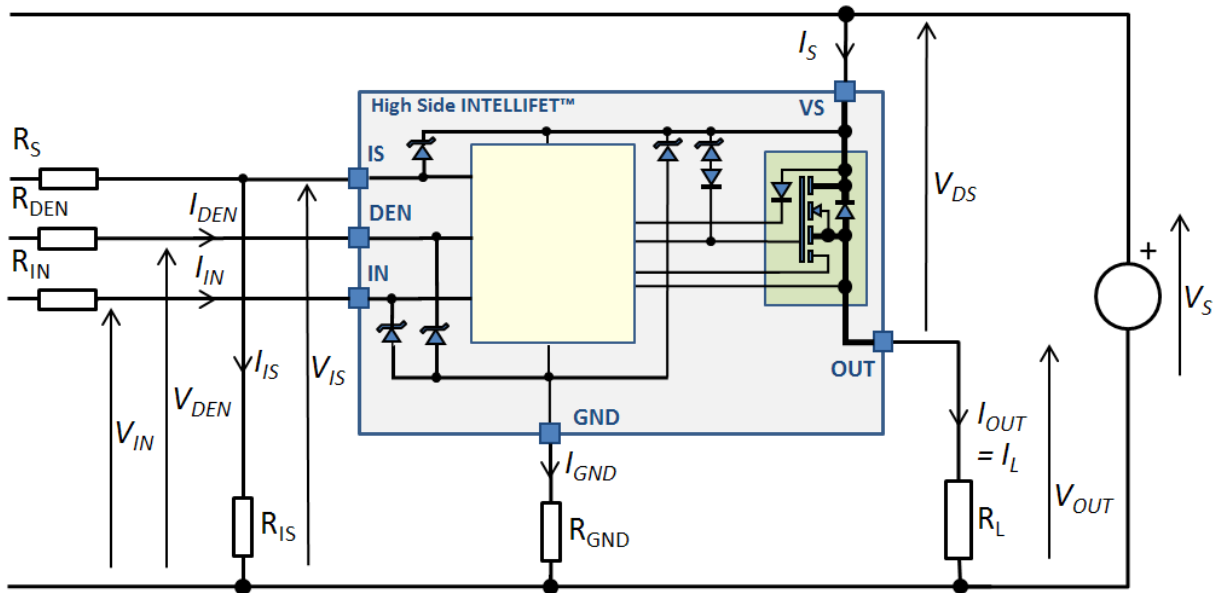 I_S
High Side INTELLIFET™
VS
R_S
IS
V_DS
R_DEN
I_DEN
DEN
R_IN
I_IN
IN
+
V_S
I_IS
V_IS
OUT
V_DEN
GND
V_IN
I_OUT
= I_L
I_GND
V_OUT
R_IS
R_GND
R_L